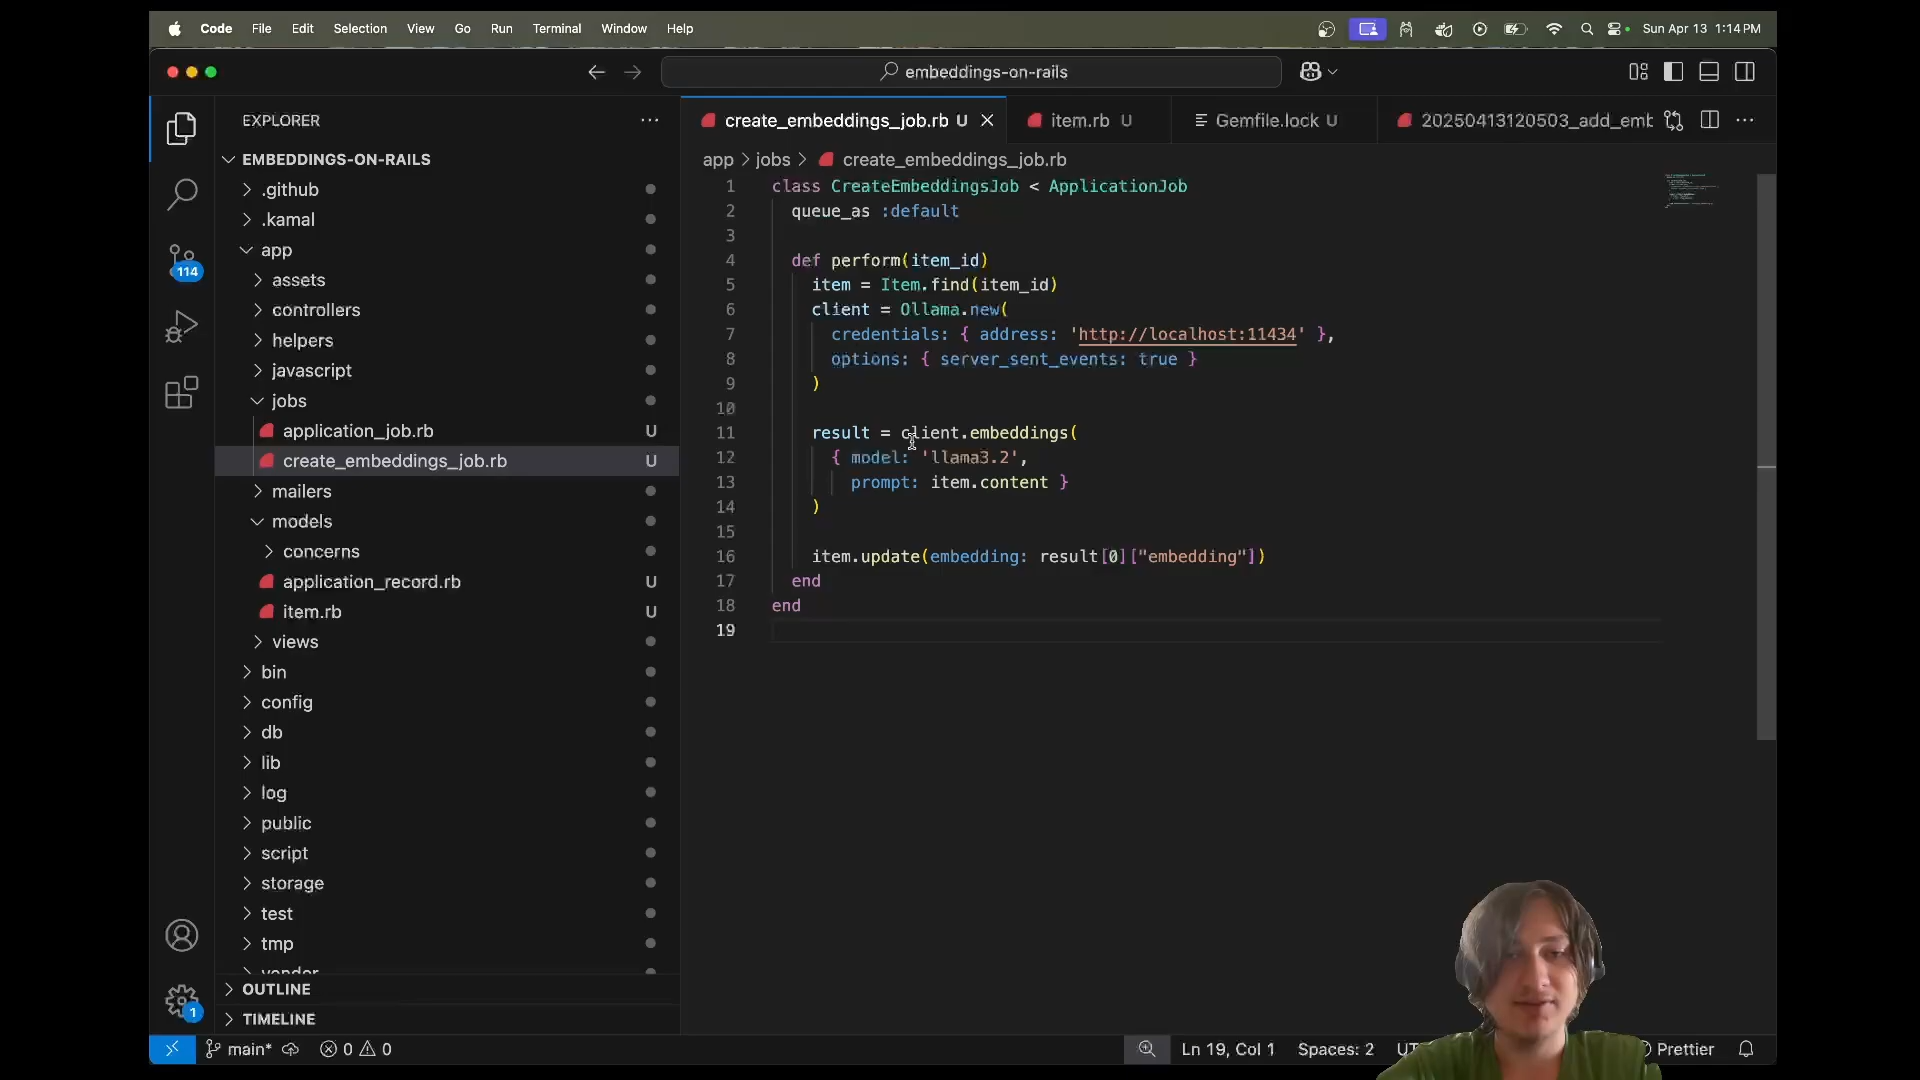 Code File Edit Selection View Go Run Terminal Window Help Sun Apr 13 1:14 PM
embeddings-on-rails
EXPLORER
EMBEDDINGS-ON-RAILS
.github
.kamal
app
assets
controllers
helpers
javascript
jobs
application_job.rb U
create_embeddings_job.rb U
mailers
models
concerns
application_record.rb U
item.rb U
views
bin
config
db
lib
log
public
script
storage
test
tmp
vendor
OUTLINE
TIMELINE
114
1
create_embeddings_job.rb U item.rb U Gemfile.lock U 20250413120503_add_emb
app > jobs > create_embeddings_job.rb
1 class CreateEmbeddingsJob < ApplicationJob
2 queue_as :default
3
4 def perform(item_id)
5 item = Item.find(item_id)
6 client = Ollama.new(
7 credentials: { address: 'http://localhost:11434' },
8 options: { server_sent_events: true }
9 )
10
11 result = client.embeddings(
12 { model: 'llama3.2',
13 prompt: item.content }
14 )
15
16 item.update(embedding: result[0]["embedding"])
17 end
18 end
19
main* 0 0 Ln 19, Col 1 Spaces: 2 Prettier